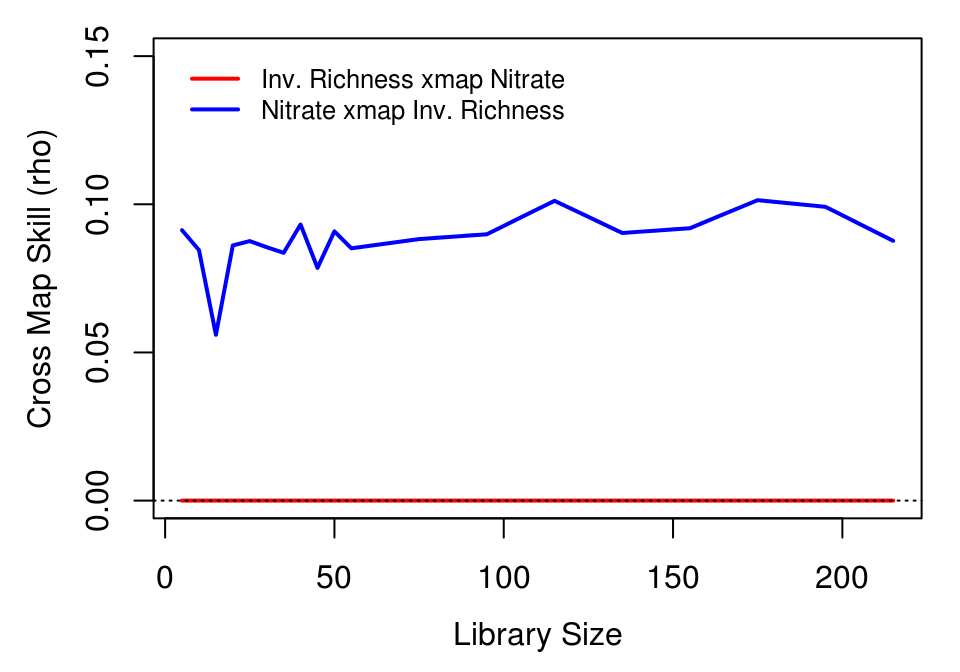 Inv. Richness xmap Nitrate
Nitrate xmap Inv. Richness
Cross Map Skill (rho)
0.15
0.10
0.05
0.00
0 50 100 150 200
Library Size